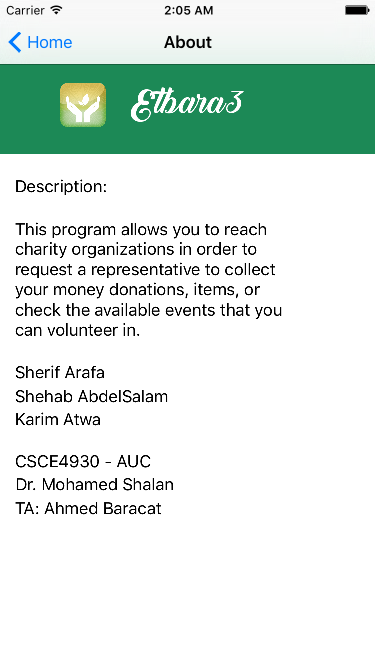 Carrier 2:05 AM
Home About
Etbara3
Description:
This program allows you to reach
charity organizations in order to
request a representative to collect
your money donations, items, or
check the available events that you
can volunteer in.
Sherif Arafa
Shehab AbdelSalam
Karim Atwa
CSCE4930 - AUC
Dr. Mohamed Shalan
TA: Ahmed Baracat